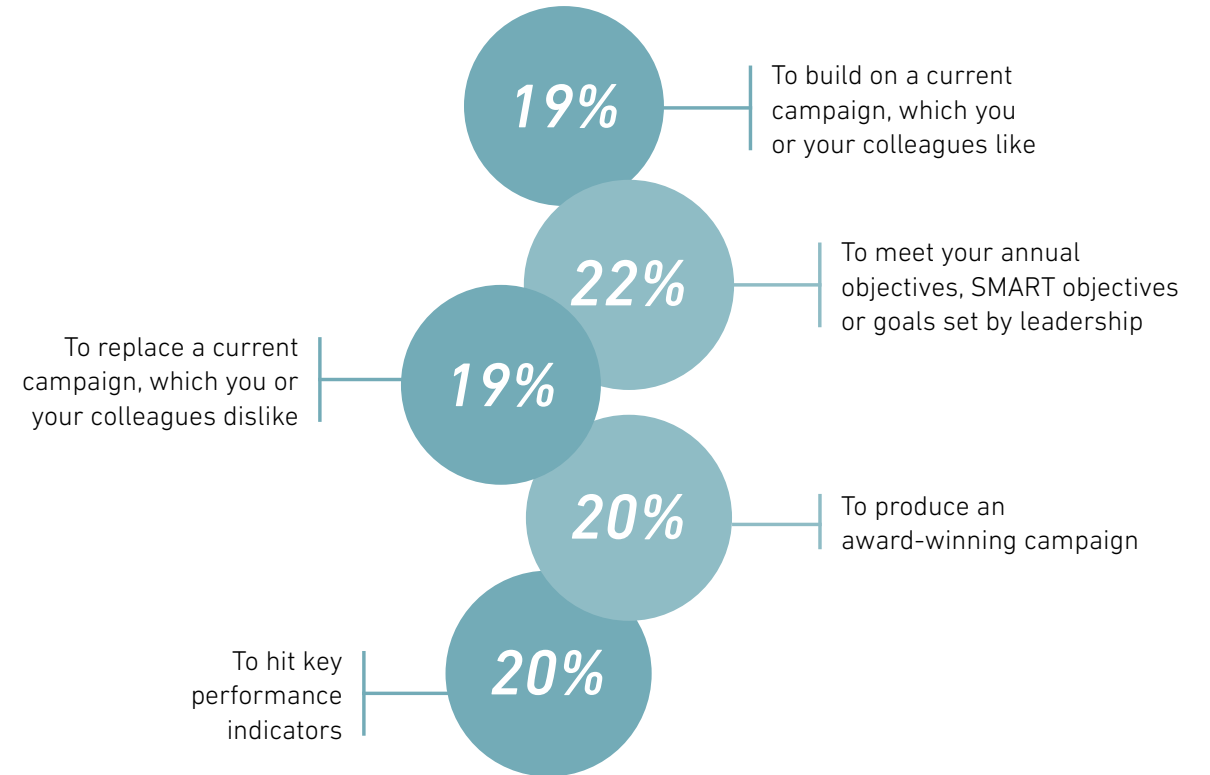 19%
To build on a current
campaign, which you
or your colleagues like
22%
To meet your annual
objectives, SMART objectives
or goals set by leadership
19%
To replace a current
campaign, which you or
your colleagues dislike
20%
To produce an
award-winning campaign
20%
To hit key
performance
indicators